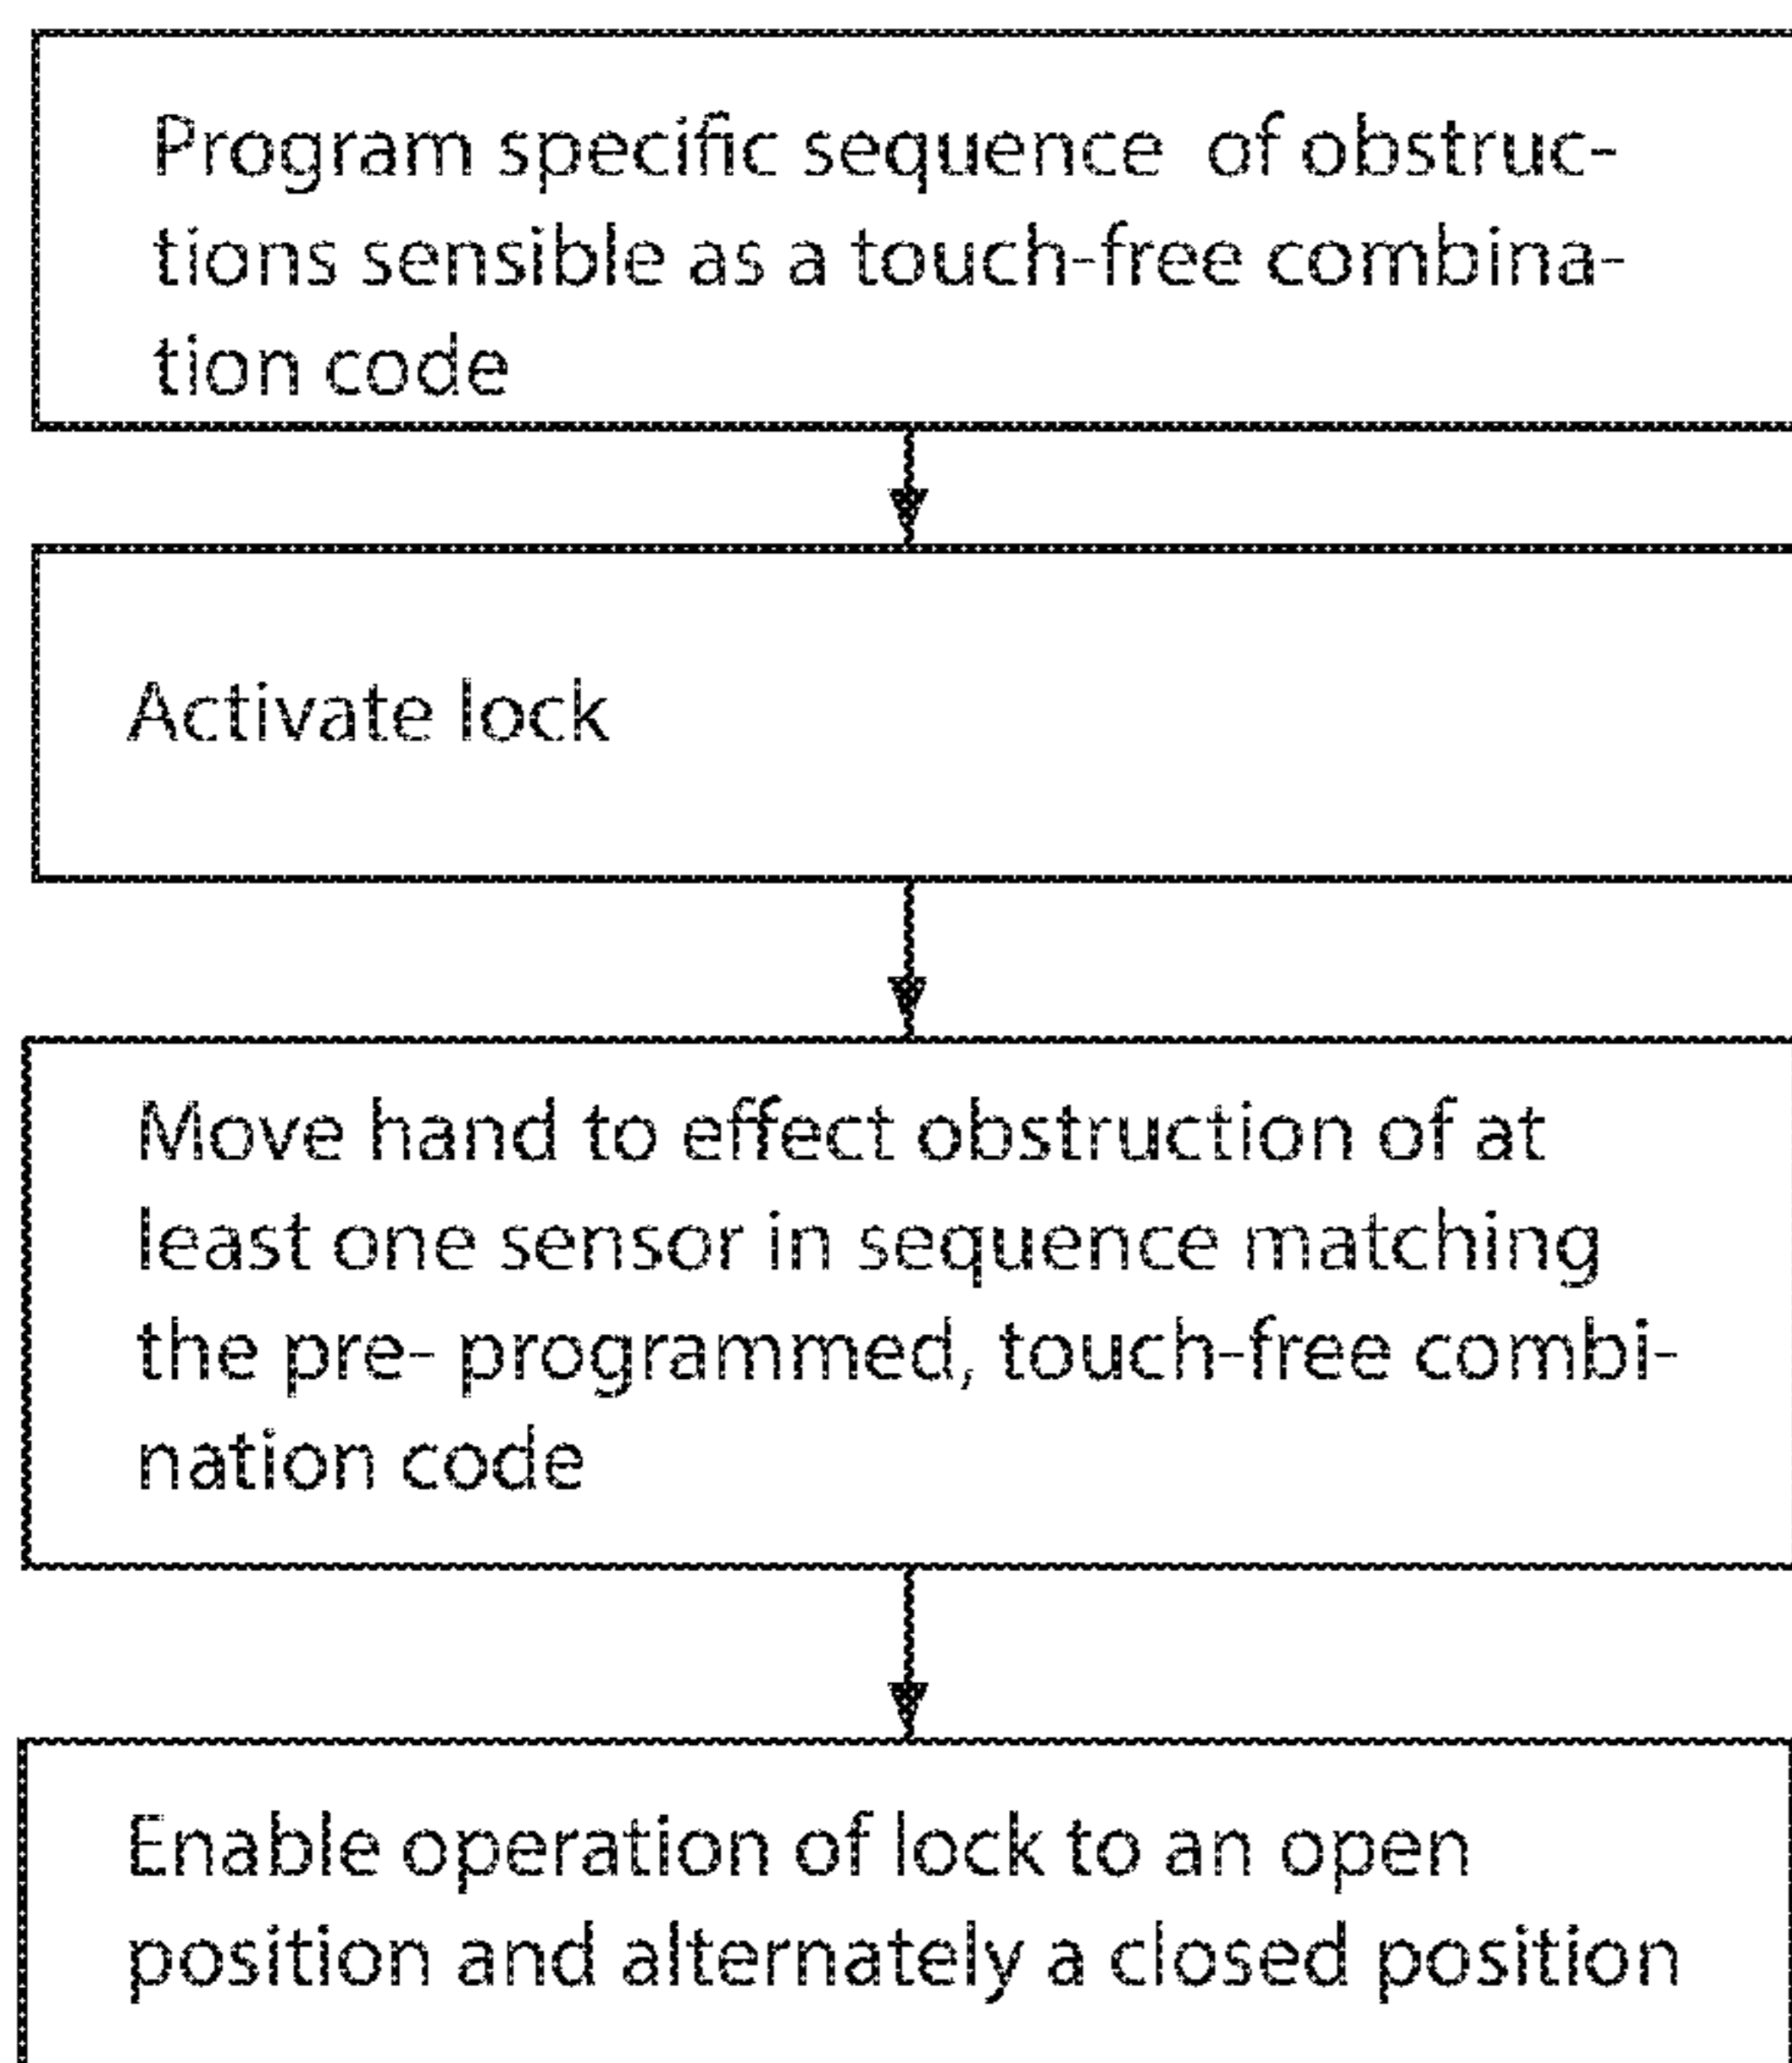 Program specific sequence of obstruc-
tions sensible as a touch-free combina-
tion code
Activate lock
Move hand to effect obstruction of at
least one sensor in sequence matching
the pre- programmed, touch-free combi-
nation code
Enable operation of lock to an open
position and alternately a closed position